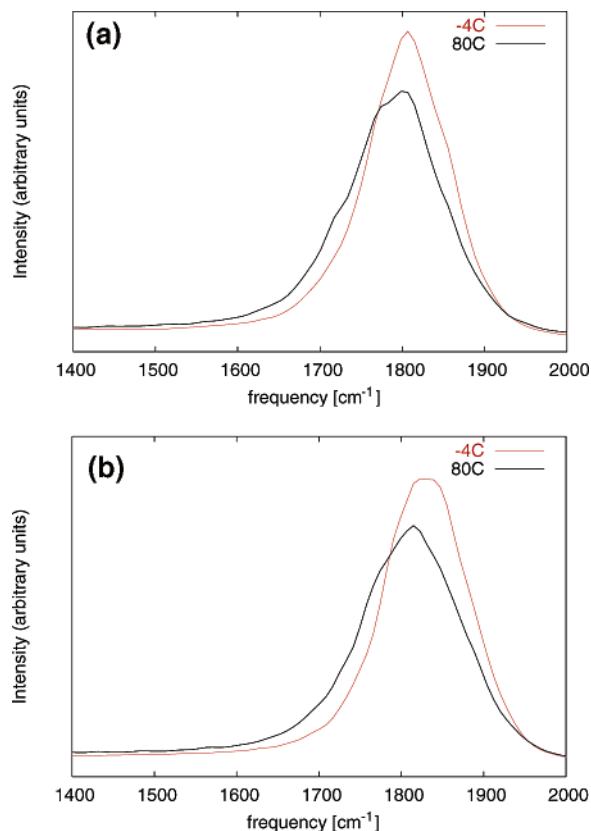 (a)
-4C
80C
Intensity (arbitrary units)
1400 1500 1600 1700 1800 1900 2000
frequency [cm-1]
(b)
-4C
80C
Intensity (arbitrary units)
1400 1500 1600 1700 1800 1900 2000
frequency [cm-1]